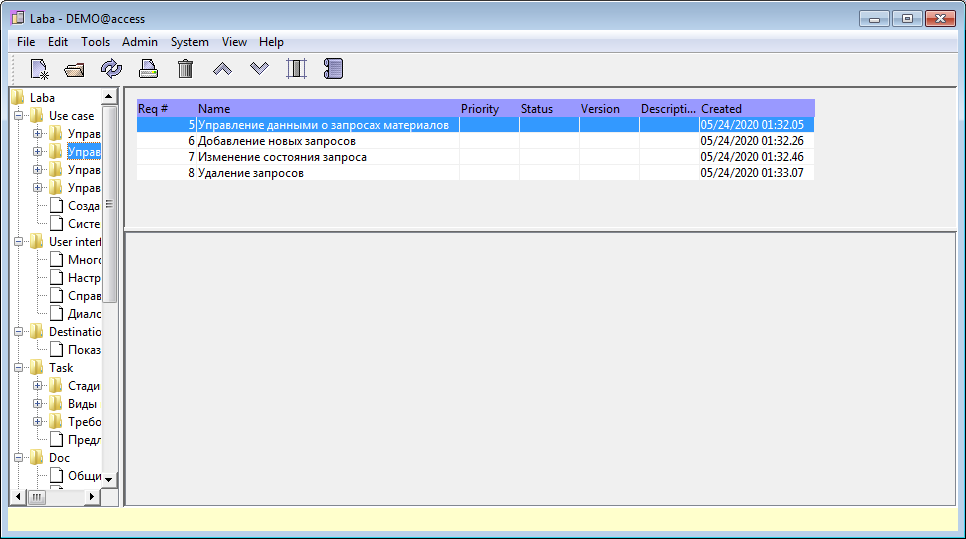 Laba - DEMO@access
File Edit Tools Admin System View Help
Laba
Use case
Управ
Управ
Управ
Управ
Созда
Систе
User interf
Много
Настр
Справ
Диало
Destinatio
Показ
Task
Стади
Виды
Требо
Предл
Doc
Общи
Req # Name Priority Status Version Descripti... Created
5 Управление данными о запросах материалов 05/24/2020 01:32.05
6 Добавление новых запросов 05/24/2020 01:32.26
7 Изменение состояния запроса 05/24/2020 01:32.46
8 Удаление запросов 05/24/2020 01:33.07